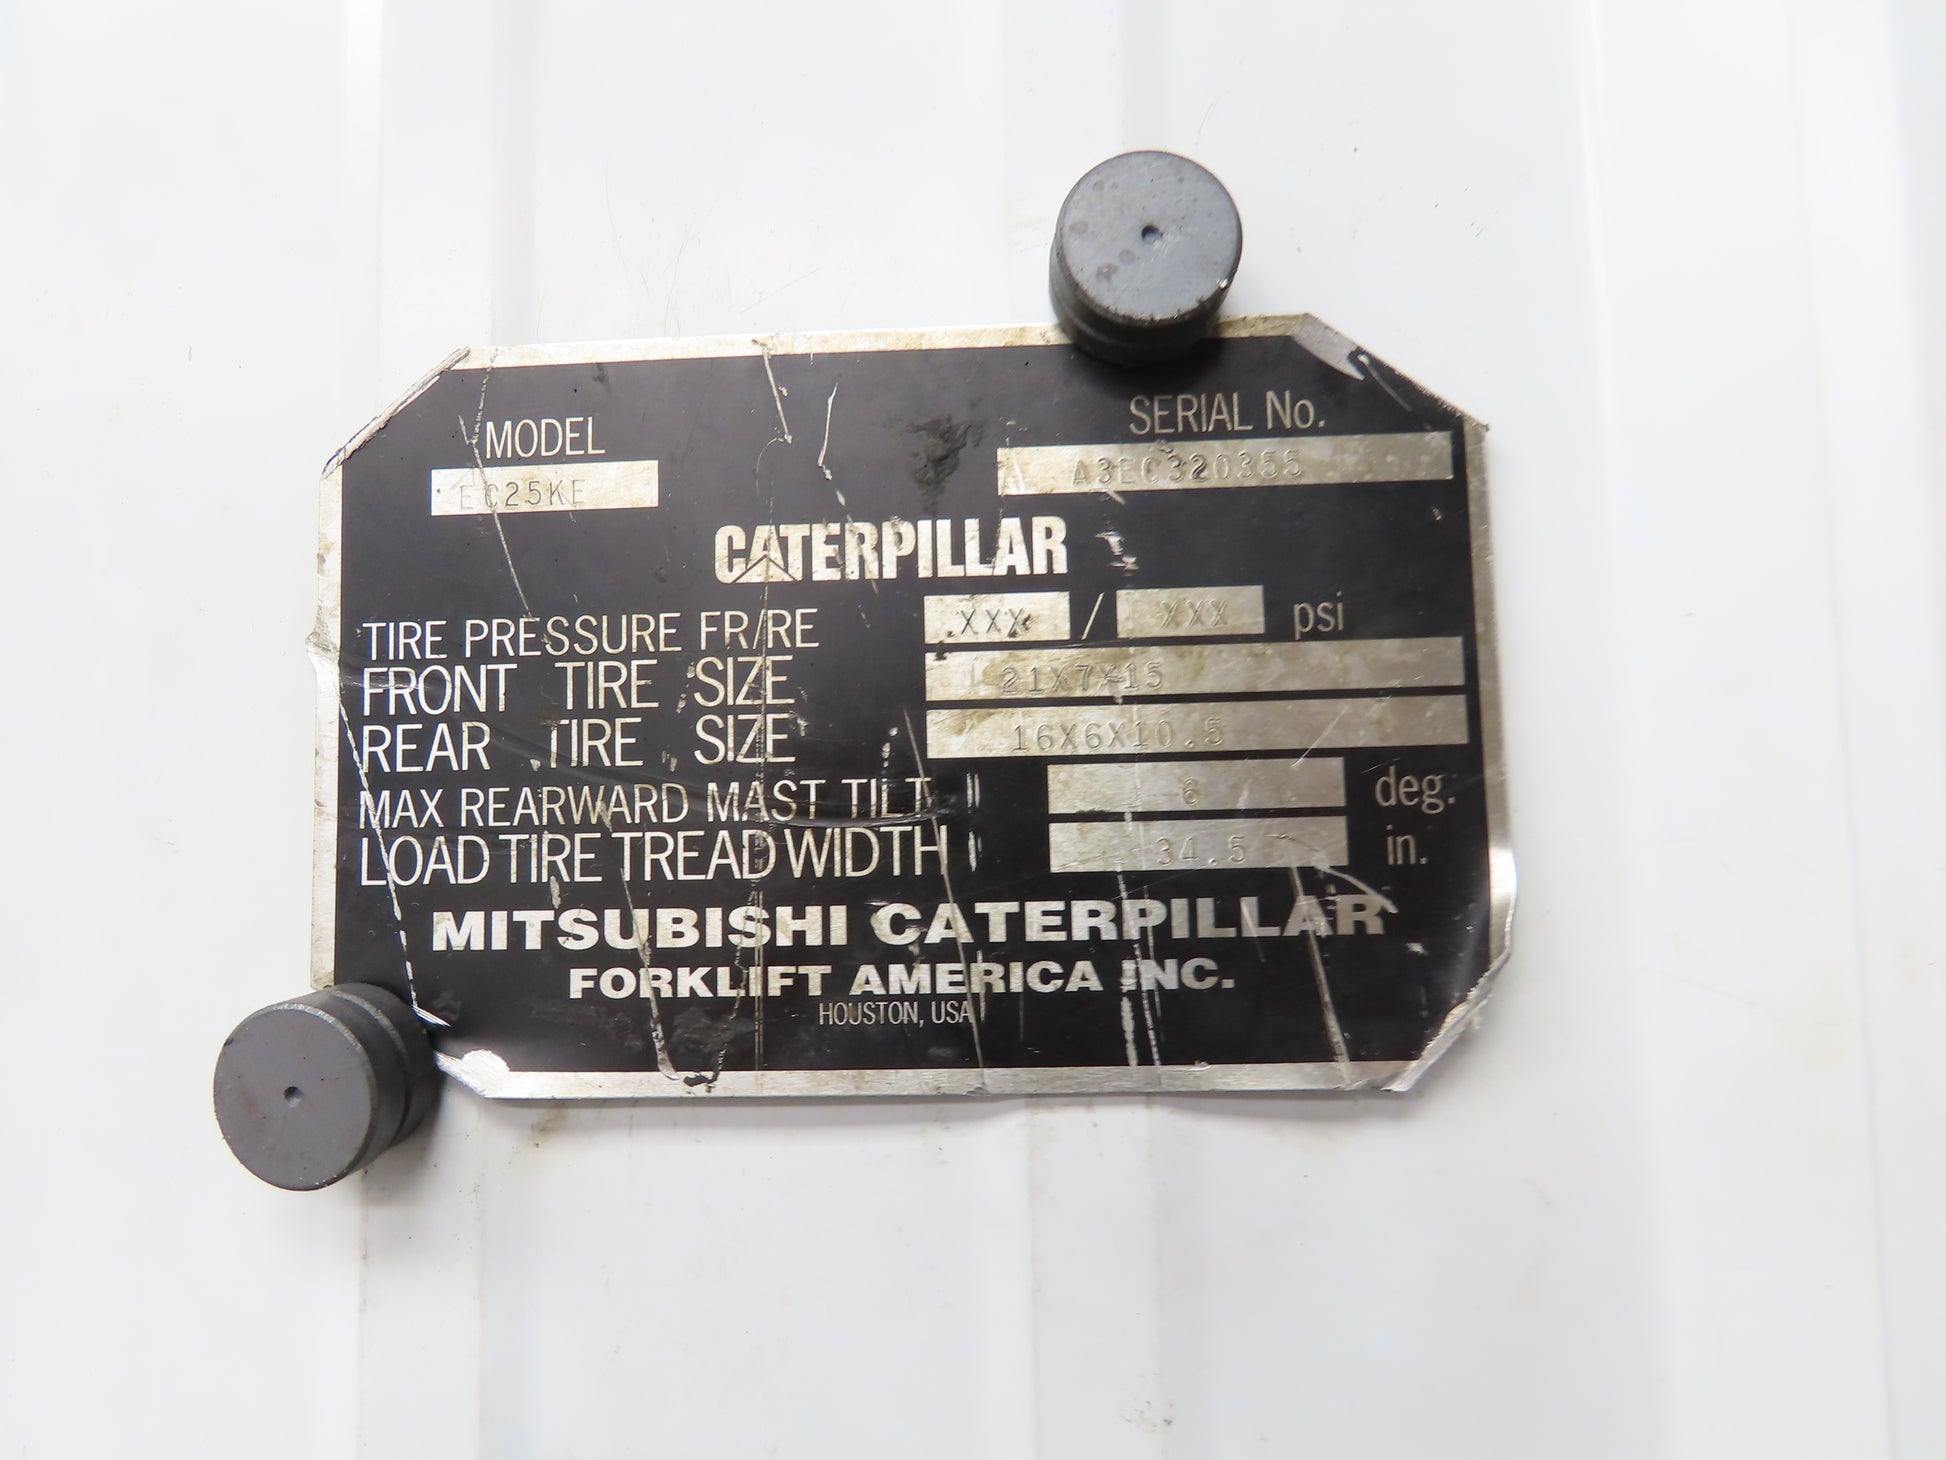 MODEL SERIAL No.
EC25KE A3EC320355
CATERPILLAR
TIRE PRESSURE FR/RE XXX / XXX psi
FRONT TIRE SIZE 21X7X15
REAR TIRE SIZE 16X6X10.5
MAX REARWARD MAST TILT 6 deg.
LOAD TIRE TREAD WIDTH 34.5 in.
MITSUBISHI CATERPILLAR
FORKLIFT AMERICA INC.
HOUSTON, USA